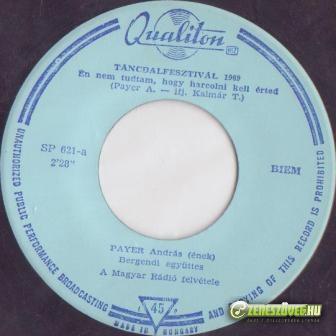 Qualiton
TÁNCDALFESZTIVÁL 1969
Én nem tudtam, hogy harcolni kell érted
(Payer A. — ifj. Kalmár T.)
SP 621-a
2'28"
BIEM
PAYER András (ének)
Bergendi együttes
A Magyar Rádió felvétele
UNAUTHORIZED PUBLIC PERFORMANCE BROADCASTING AND COPYING OF THIS RECORD IS PROHIBITED
45
MADE IN HUNGARY
ZENESZÖVEG.HU